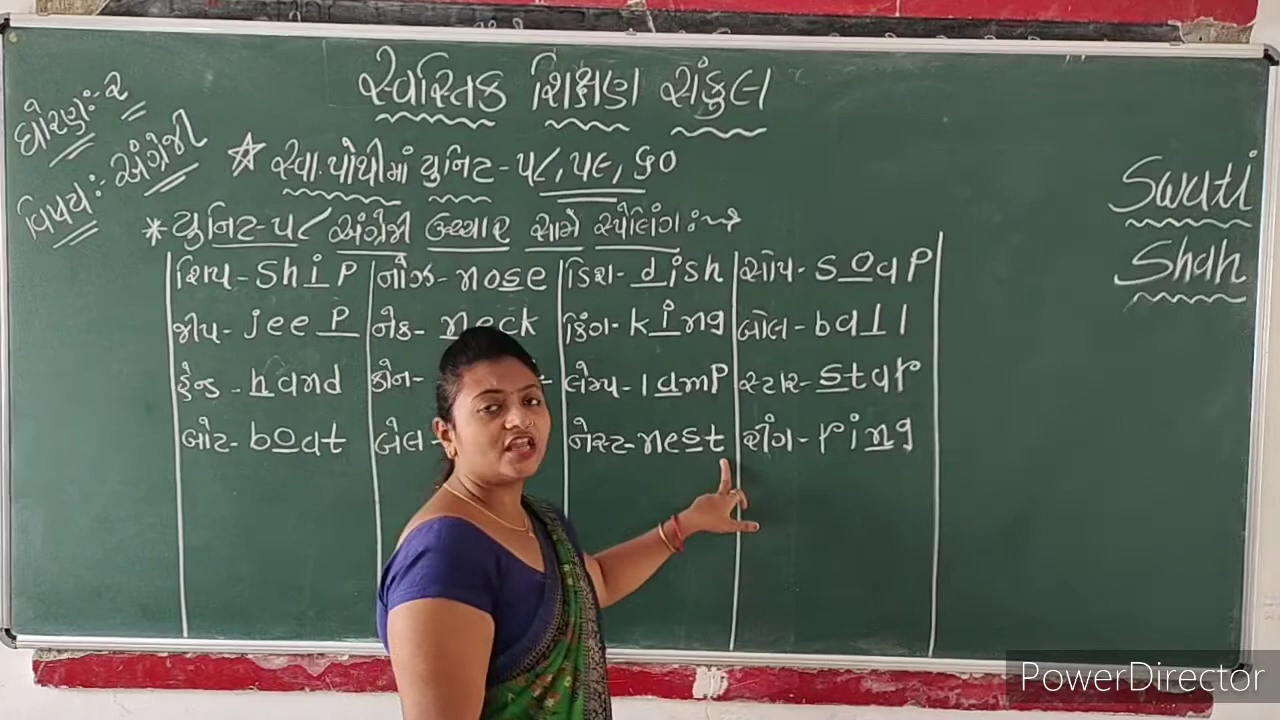 સ્વસ્તિક શિક્ષણ સંકુલ
ધોરણઃ- ૨
વિષયઃ- અંગ્રેજી
સ્વા. પોથીમાં યુનિટ - ૫૮, ૫૯, ૬૦
* યુનિટ-૫૮ અંગ્રેજી ઉચ્ચાર સામે સ્પેલિંગઃ→
Swati
Shah
શિપ - ship નોઝ - nose ડિશ - dish સોપ - soap
જીપ - jeep નેક - neck કિંગ - king બોલ - ball
હેન્ડ - hand કોન - લેમ્પ - lamp સ્ટાર - star
બોટ - boat બેલ - નેસ્ટ - nest રીંગ - ring
PowerDirector